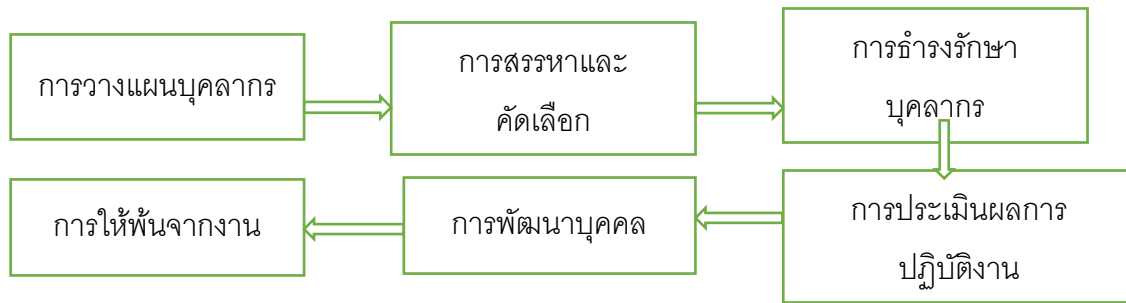 การวางแผนบุคลากร
การสรรหาและ
คัดเลือก
การธำรงรักษา
บุคลากร
การประเมินผลการ
ปฏิบัติงาน
การพัฒนาบุคคล
การให้พ้นจากงาน